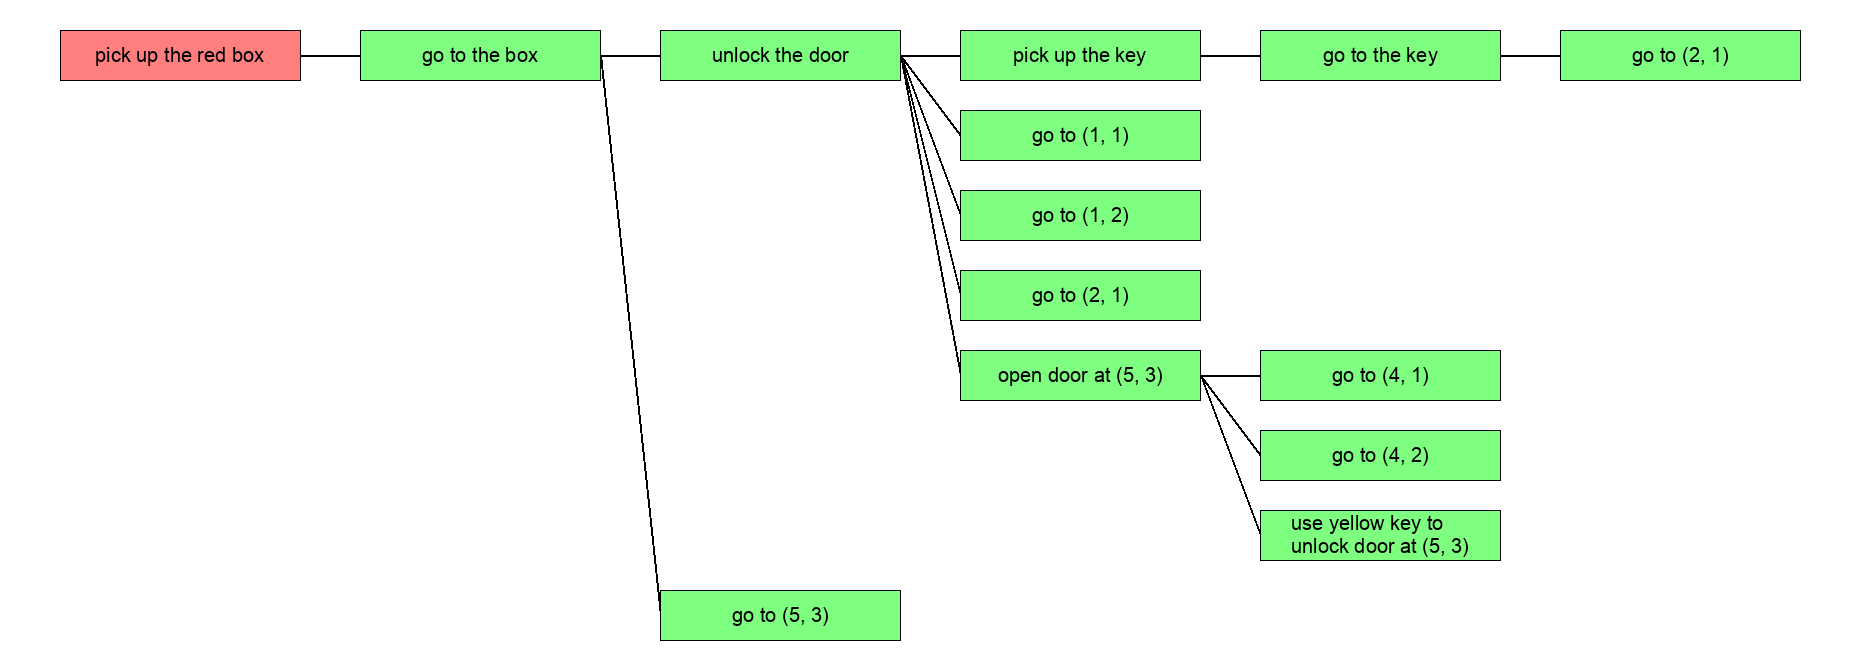 pick up the red box
go to the box
unlock the door
pick up the key
go to the key
go to (2, 1)
go to (1, 1)
go to (1, 2)
go to (2, 1)
open door at (5, 3)
go to (4, 1)
go to (4, 2)
use yellow key to
unlock door at (5, 3)
go to (5, 3)